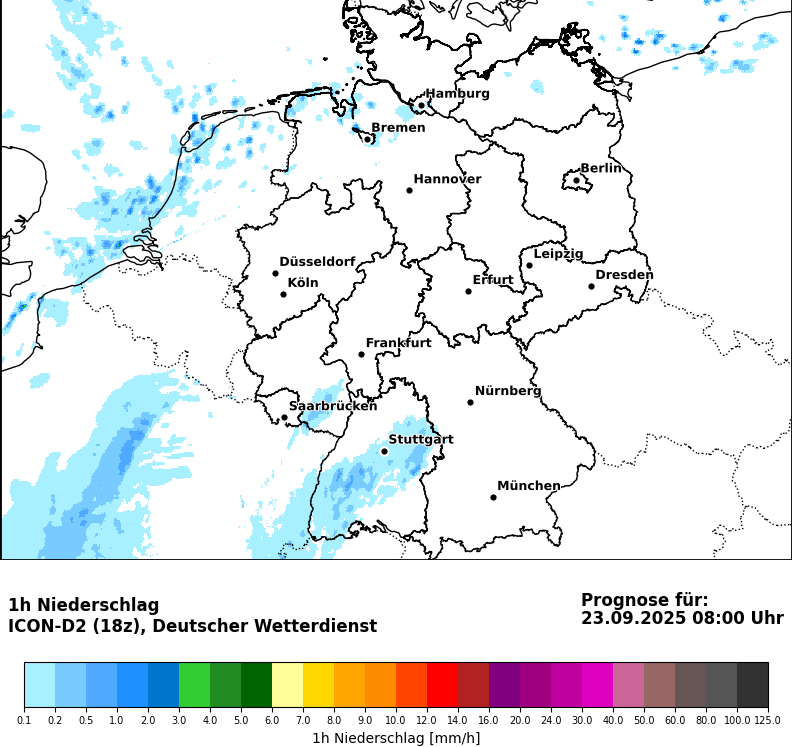 Hamburg
Bremen
Berlin
Hannover
Leipzig
Düsseldorf
Dresden
Köln
Erfurt
Frankfurt
Nürnberg
Saarbrücken
Stuttgart
München
1h Niederschlag
ICON-D2 (18z), Deutscher Wetterdienst
Prognose für:
23.09.2025 08:00 Uhr
0.1 0.2 0.5 1.0 2.0 3.0 4.0 5.0 6.0 7.0 8.0 9.0 10.0 12.0 14.0 16.0 20.0 24.0 30.0 40.0 50.0 60.0 80.0 100.0 125.0
1h Niederschlag [mm/h]